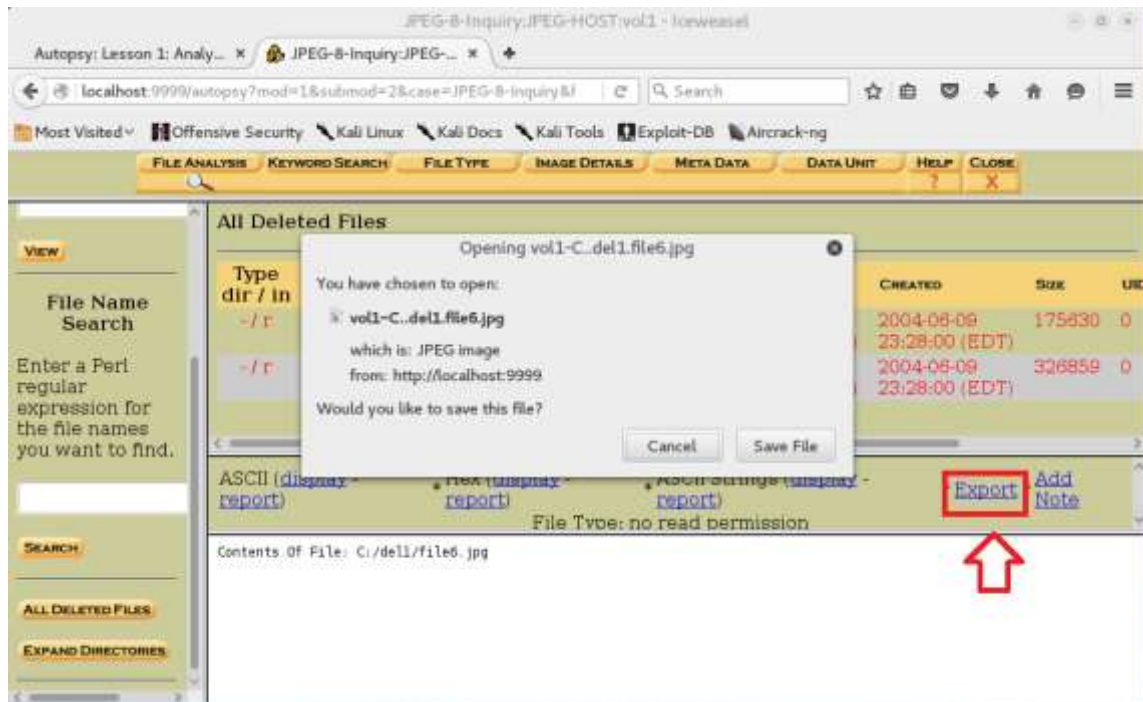 JPEG-8-Inquiry:JPEG-HOST:vol1 - Iceweasel
Autopsy: Lesson 1: Analy... × JPEG-8-Inquiry:JPEG-... ×
localhost:9999/autopsy?mod=1&submod=2&case=JPEG-8-Inquiry&
Search
Most Visited Offensive Security Kali Linux Kali Docs Kali Tools Exploit-DB Aircrack-ng
FILE ANALYSIS KEYWORD SEARCH FILE TYPE IMAGE DETAILS META DATA DATA UNIT HELP CLOSE
? X
VIEW
File Name
Search
Enter a Perl
regular
expression for
the file names
you want to find.
SEARCH
ALL DELETED FILES
EXPAND DIRECTORIES
All Deleted Files
Type
dir / in
CREATED SIZE UID
- / r 2004-06-09 175630 0
23:28:00 (EDT)
- / r 2004-06-09 326859 0
23:28:00 (EDT)
Opening vol1-C..del1.file6.jpg
You have chosen to open:
vol1-C..del1.file6.jpg
which is: JPEG image
from: http://localhost:9999
Would you like to save this file?
Cancel Save File
ASCII (display - report) Hex (display - report) ASCII Strings (display - report) Export Add Note
File Type: no read permission
Contents Of File: C:/del1/file6.jpg